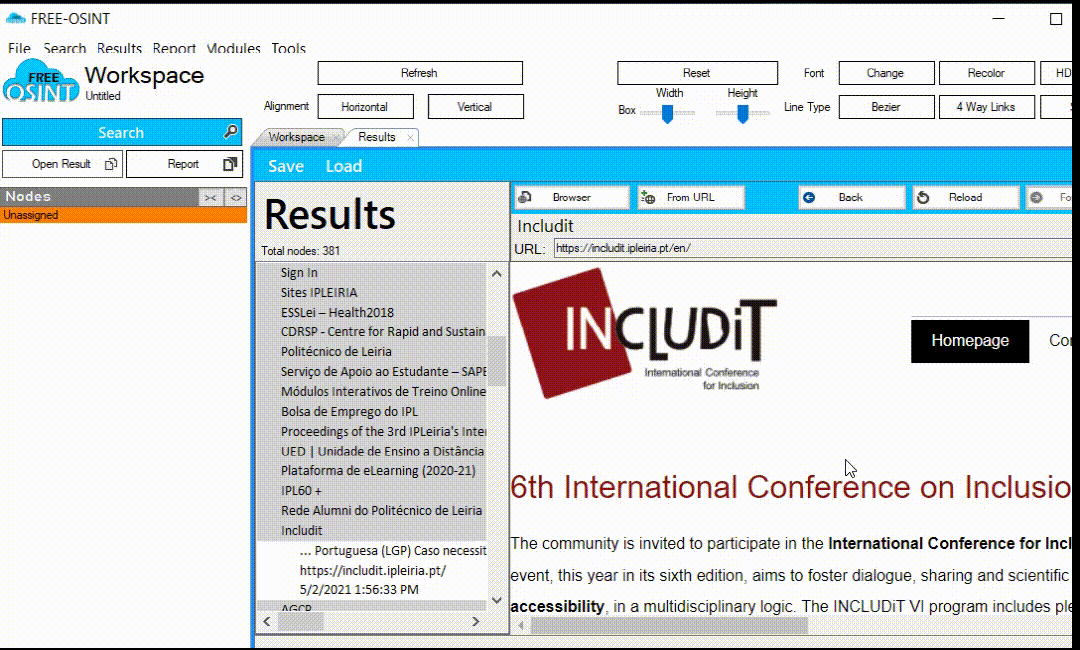 FREE-OSINT
File Search Results Report Modules Tools
FREE
OSINT
Workspace
Untitled
Refresh
Alignment Horizontal Vertical
Reset
Width Height
Box
Font Change Recolor HD
Line Type Bezier 4 Way Links
Search
Open Result Report
Nodes >< <>
Unassigned
Workspace × Results ×
Save Load
Results
Total nodes: 381
Sign In
Sites IPLEIRIA
ESSLei – Health2018
CDRSP - Centre for Rapid and Sustain
Politécnico de Leiria
Serviço de Apoio ao Estudante – SAPE
Módulos Interativos de Treino Online
Bolsa de Emprego do IPL
Proceedings of the 3rd IPLeiria's Inter
UED | Unidade de Ensino a Distância
Plataforma de eLearning (2020-21)
IPL60 +
Rede Alumni do Politécnico de Leiria
Includit
... Portuguesa (LGP) Caso necessit
https://includit.ipleiria.pt/
5/2/2021 1:56:33 PM
AGCP
Browser From URL Back Reload Fo
Includit
URL: https://includit.ipleiria.pt/en/
INCLUDiT
International Conference
for Inclusion
Homepage Co
6th International Conference on Inclusio
The community is invited to participate in the International Conference for Incl
event, this year in its sixth edition, aims to foster dialogue, sharing and scientific
accessibility, in a multidisciplinary logic. The INCLUDiT VI program includes ple